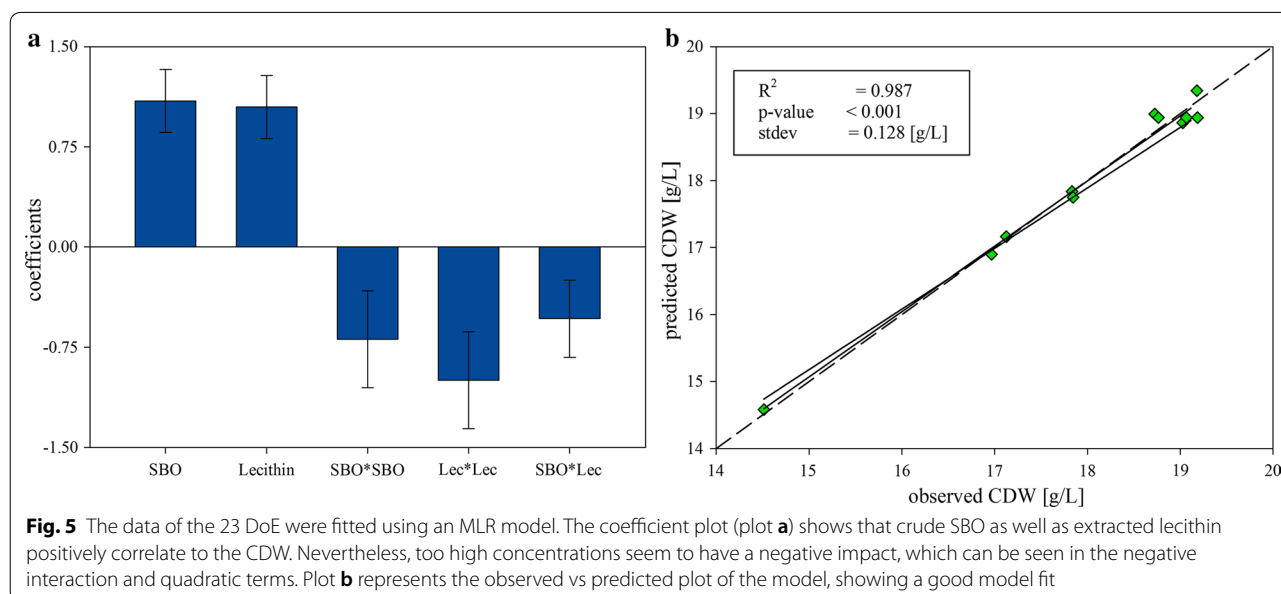 a
1.50
0.75
0.00
-0.75
-1.50
coefficients
SBO Lecithin SBO*SBO Lec*Lec SBO*Lec
b
20
19
18
17
16
15
14
predicted CDW [g/L]
R² = 0.987
p-value < 0.001
stdev = 0.128 [g/L]
14 15 16 17 18 19 20
observed CDW [g/L]
Fig. 5 The data of the 23 DoE were fitted using an MLR model. The coefficient plot (plot a) shows that crude SBO as well as extracted lecithin
positively correlate to the CDW. Nevertheless, too high concentrations seem to have a negative impact, which can be seen in the negative
interaction and quadratic terms. Plot b represents the observed vs predicted plot of the model, showing a good model fit